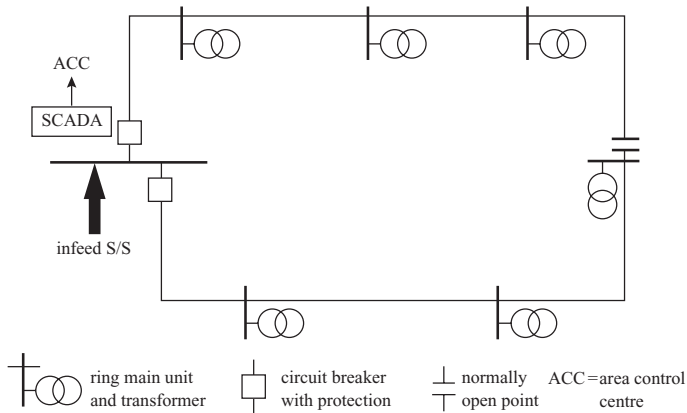 ACC
SCADA
infeed S/S
ring main unit
and transformer
circuit breaker
with protection
normally
open point
ACC=area control
centre